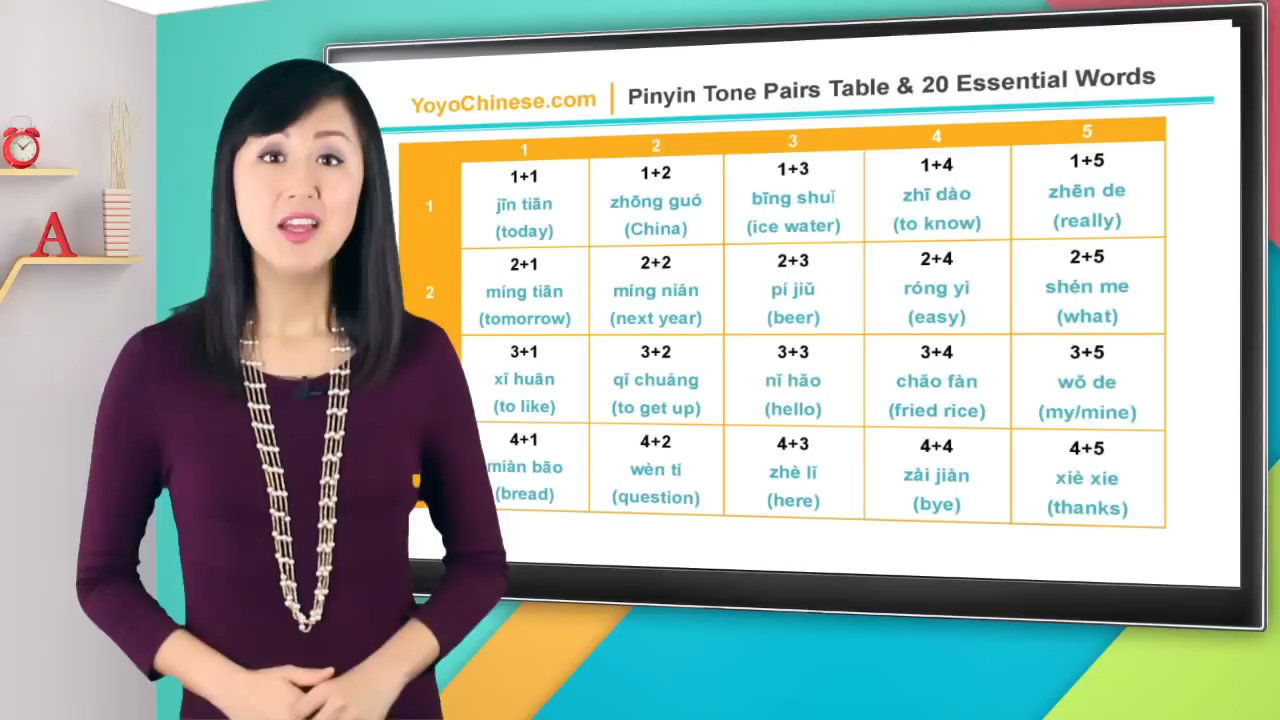 YoyoChinese.com | Pinyin Tone Pairs Table & 20 Essential Words
1 2 3 4 5
1+1 1+2 1+3 1+4 1+5
1 jīn tiān zhōng guó bīng shuǐ zhī dào zhēn de
(today) (China) (ice water) (to know) (really)
A
2+1 2+2 2+3 2+4 2+5
2 míng tiān míng nián pí jiǔ róng yì shén me
(tomorrow) (next year) (beer) (easy) (what)
3+1 3+2 3+3 3+4 3+5
xǐ huān qǐ chuáng nǐ hǎo chǎo fàn wǒ de
(to like) (to get up) (hello) (fried rice) (my/mine)
4+1 4+2 4+3 4+4 4+5
miàn bāo wèn tí zhè lǐ zài jiàn xiè xie
(bread) (question) (here) (bye) (thanks)